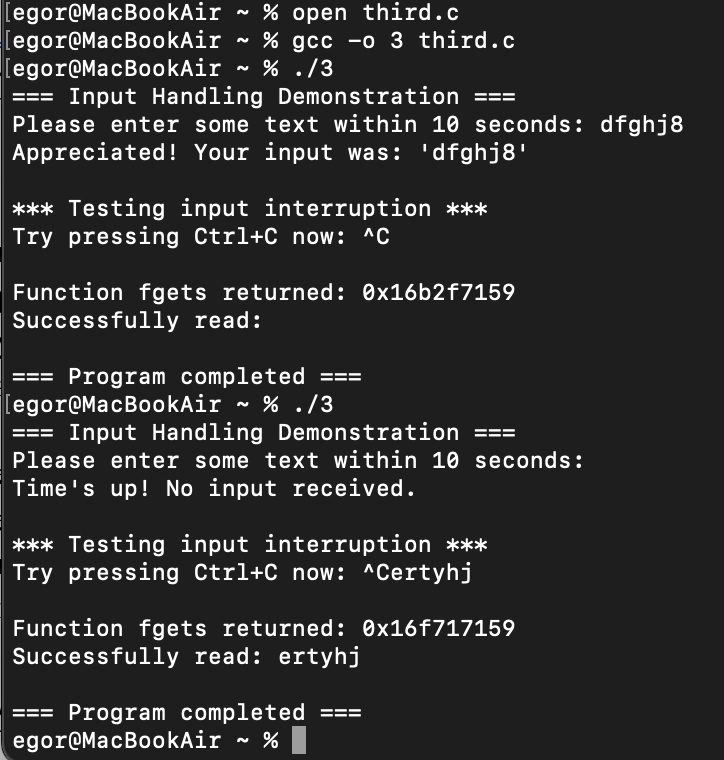 [egor@MacBookAir ~ % open third.c
[egor@MacBookAir ~ % gcc -o 3 third.c
[egor@MacBookAir ~ % ./3
=== Input Handling Demonstration ===
Please enter some text within 10 seconds: dfghj8
Appreciated! Your input was: 'dfghj8'
*** Testing input interruption ***
Try pressing Ctrl+C now: ^C
Function fgets returned: 0x16b2f7159
Successfully read:
=== Program completed ===
[egor@MacBookAir ~ % ./3
=== Input Handling Demonstration ===
Please enter some text within 10 seconds:
Time's up! No input received.
*** Testing input interruption ***
Try pressing Ctrl+C now: ^Certyhj
Function fgets returned: 0x16f717159
Successfully read: ertyhj
=== Program completed ===
egor@MacBookAir ~ %